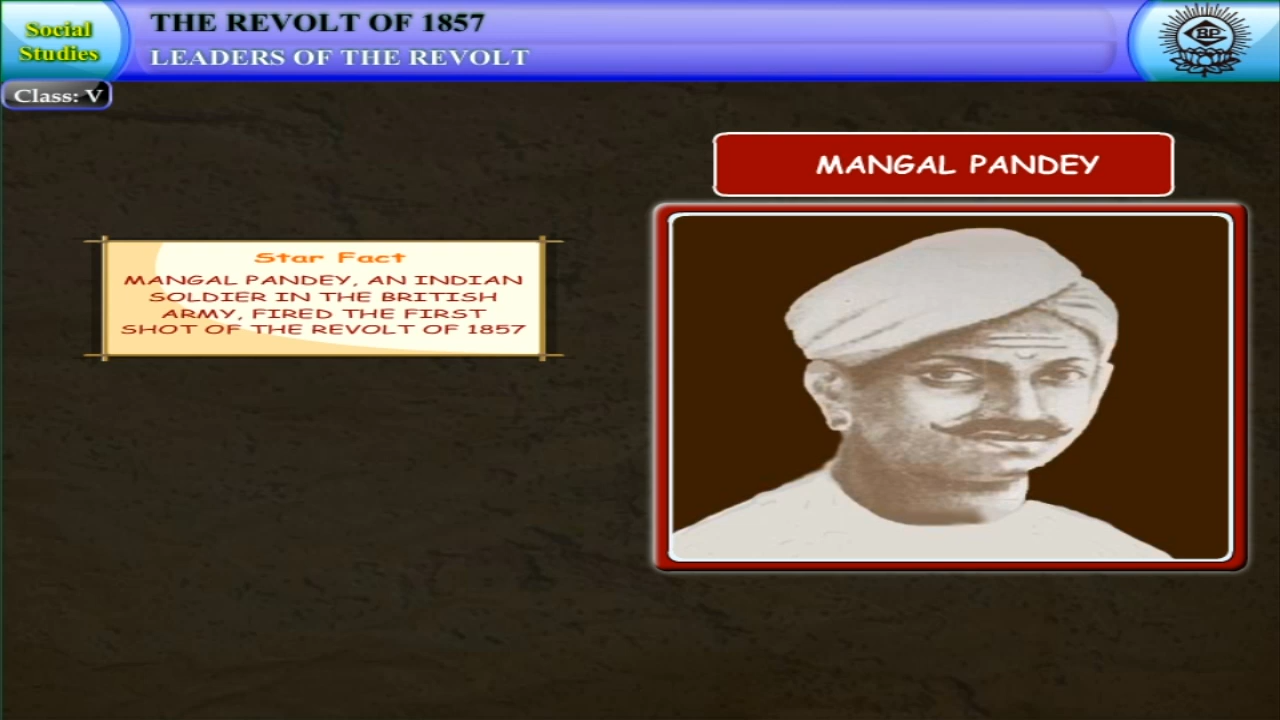 Social
Studies
THE REVOLT OF 1857
LEADERS OF THE REVOLT
BP
Class: V
MANGAL PANDEY
Star Fact
MANGAL PANDEY, AN INDIAN
SOLDIER IN THE BRITISH
ARMY, FIRED THE FIRST
SHOT OF THE REVOLT OF 1857